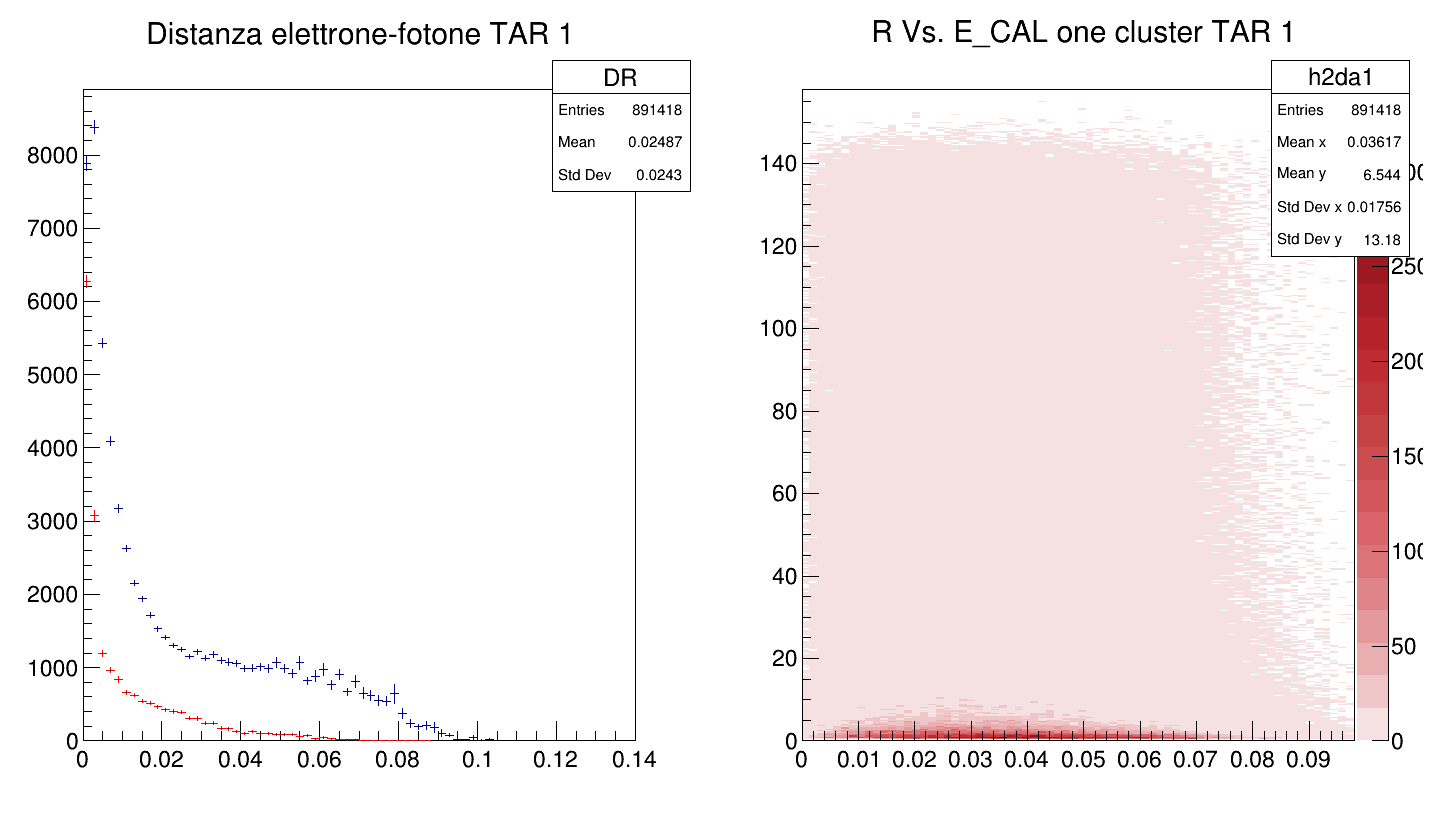 Distanza elettrone-fotone TAR 1
DR
Entries 891418
Mean 0.02487
Std Dev 0.0243
8000
7000
6000
5000
4000
3000
2000
1000
0
0 0.02 0.04 0.06 0.08 0.1 0.12 0.14
R Vs. E_CAL one cluster TAR 1
h2da1
Entries 891418
Mean x 0.03617
Mean y 6.544
Std Dev x 0.01756
Std Dev y 13.18
140
120
100
80
60
40
20
0
0 0.01 0.02 0.03 0.04 0.05 0.06 0.07 0.08 0.09
50
0